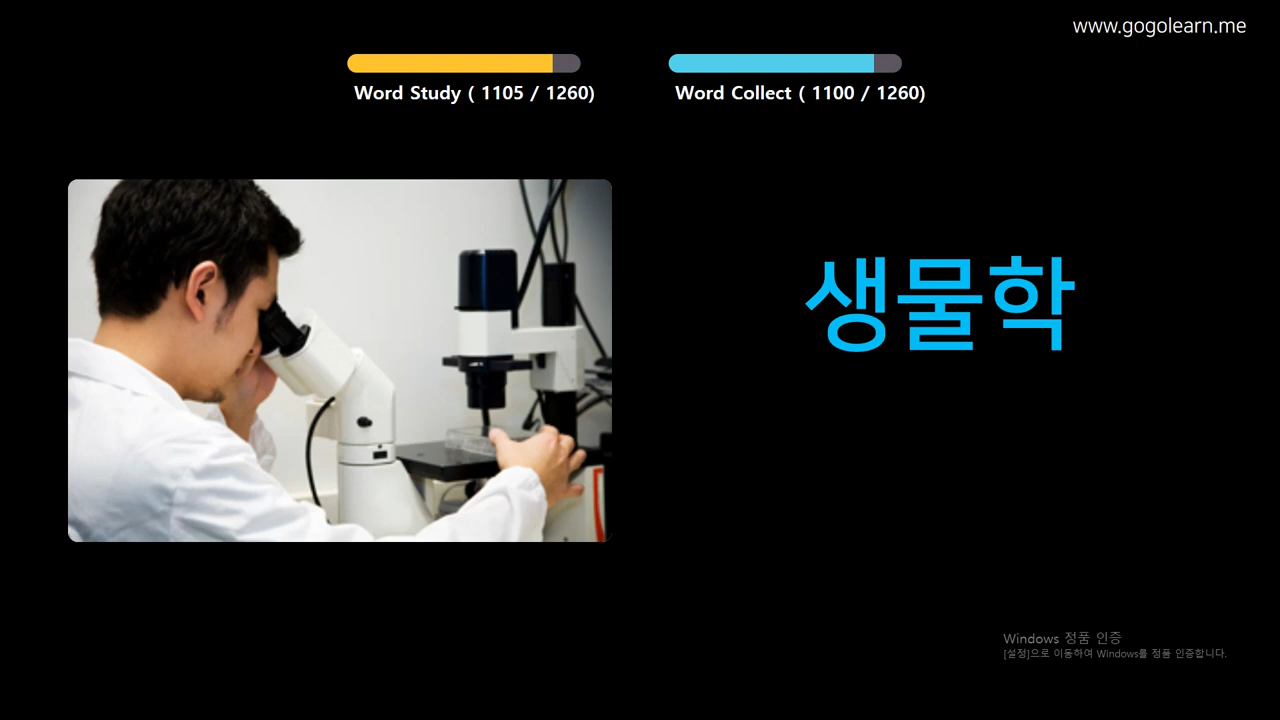 www.gogolearn.me
Word Study ( 1105 / 1260)
Word Collect ( 1100 / 1260)
생물학
Windows 정품 인증
[설정]으로 이동하여 Windows를 정품 인증합니다.